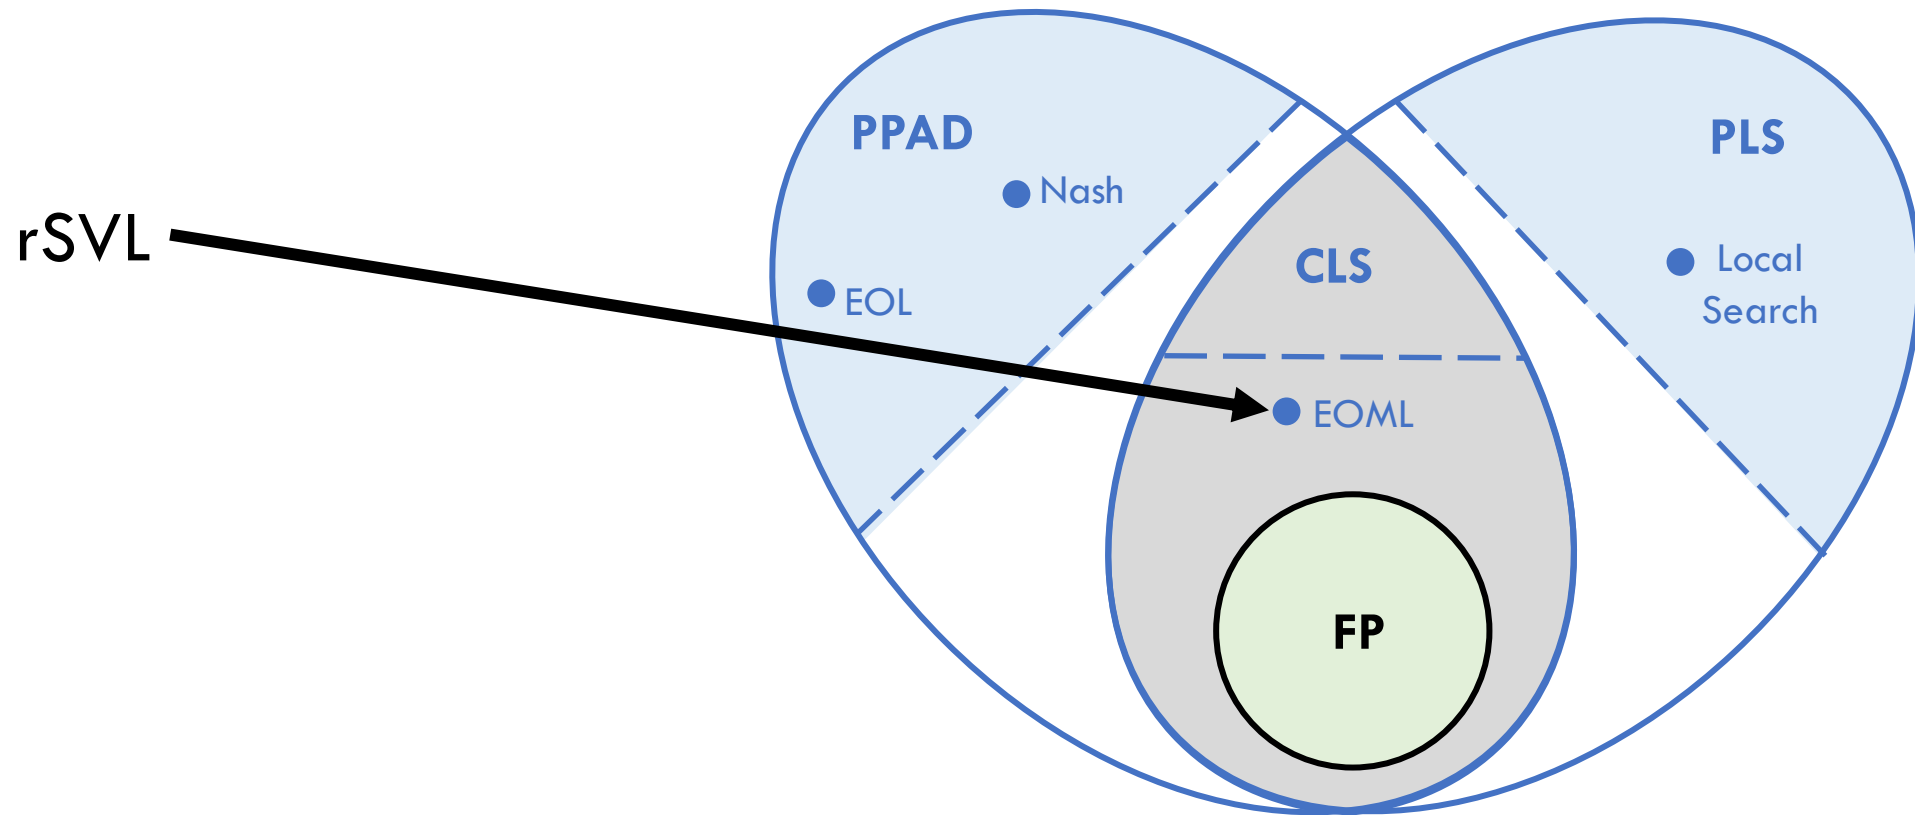 PPAD
PLS
Nash
rSVL
CLS
Local
Search
EOL
EOML
FP